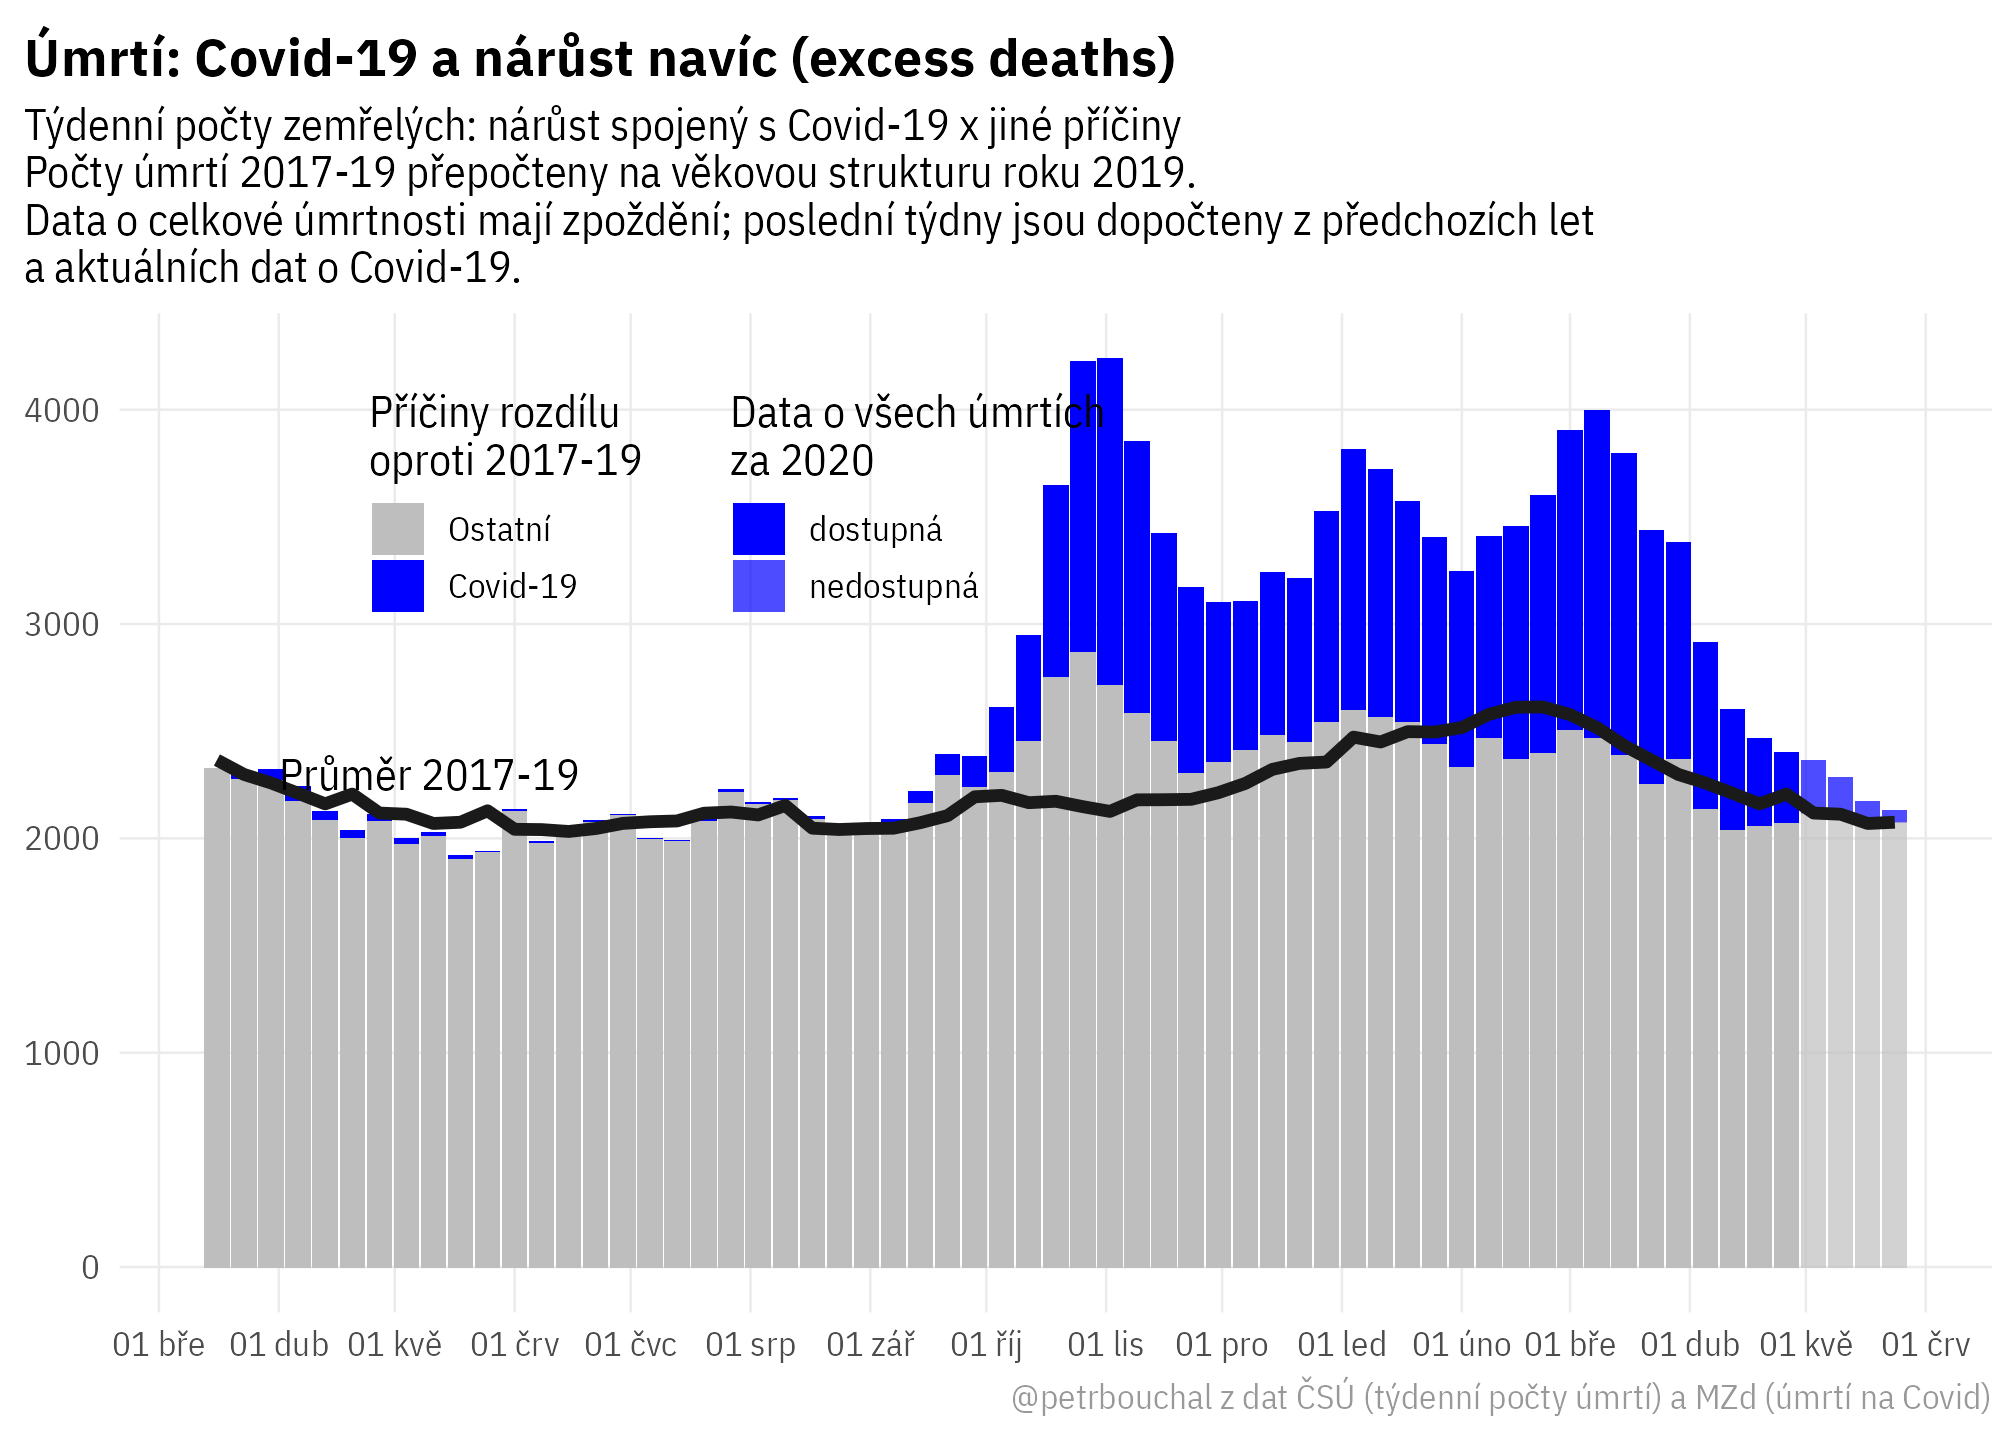 Úmrtí: Covid-19 a nárůst navíc (excess deaths)
Týdenní počty zemřelých: nárůst spojený s Covid-19 x jiné příčiny
Počty úmrtí 2017-19 přepočteny na věkovou strukturu roku 2019.
Data o celkové úmrtnosti mají zpoždění; poslední týdny jsou dopočteny z předchozích let
a aktuálních dat o Covid-19.
Příčiny rozdílu
oproti 2017-19
Ostatní
Covid-19
Data o všech úmrtích
za 2020
dostupná
nedostupná
Průměr 2017-19
4000
3000
2000
1000
0
01 bře 01 dub 01 kvě 01 črv 01 čvc 01 srp 01 zář 01 říj 01 lis 01 pro 01 led 01 úno 01 bře 01 dub 01 kvě 01 črv
@petrbouchal z dat ČSÚ (týdenní počty úmrtí) a MZd (úmrtí na Covid)